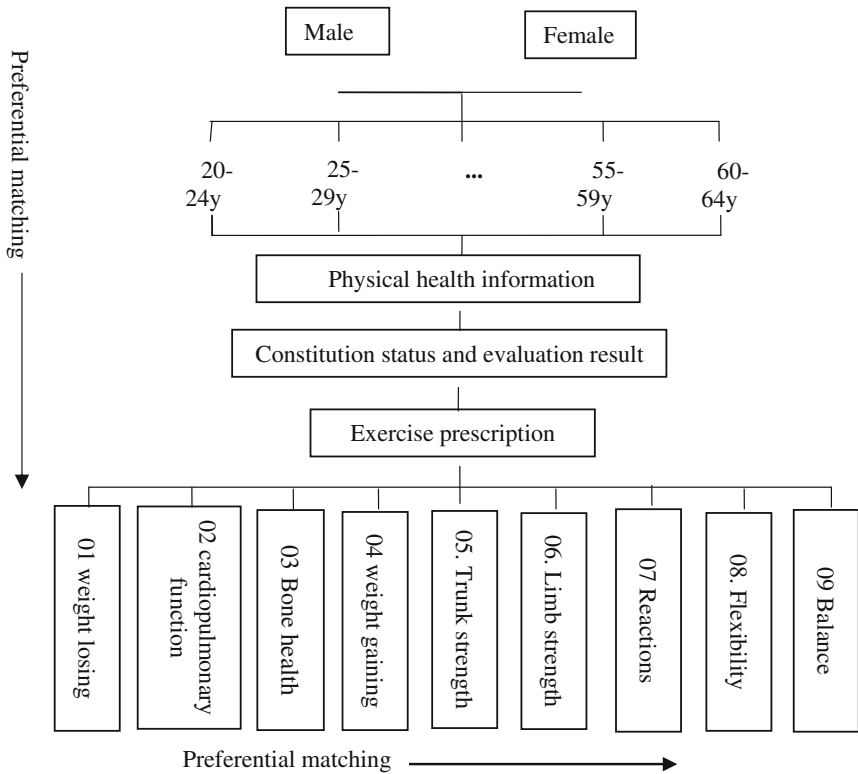 Male
Female
Preferential matching
20-
24y
25-
29y
...
55-
59y
60-
64y
Physical health information
Constitution status and evaluation result
Exercise prescription
01 weight losing
02 cardiopulmonary
function
03 Bone health
04 weight gaining
05. Trunk strength
06. Limb strength
07 Reactions
08. Flexibility
09 Balance
Preferential matching